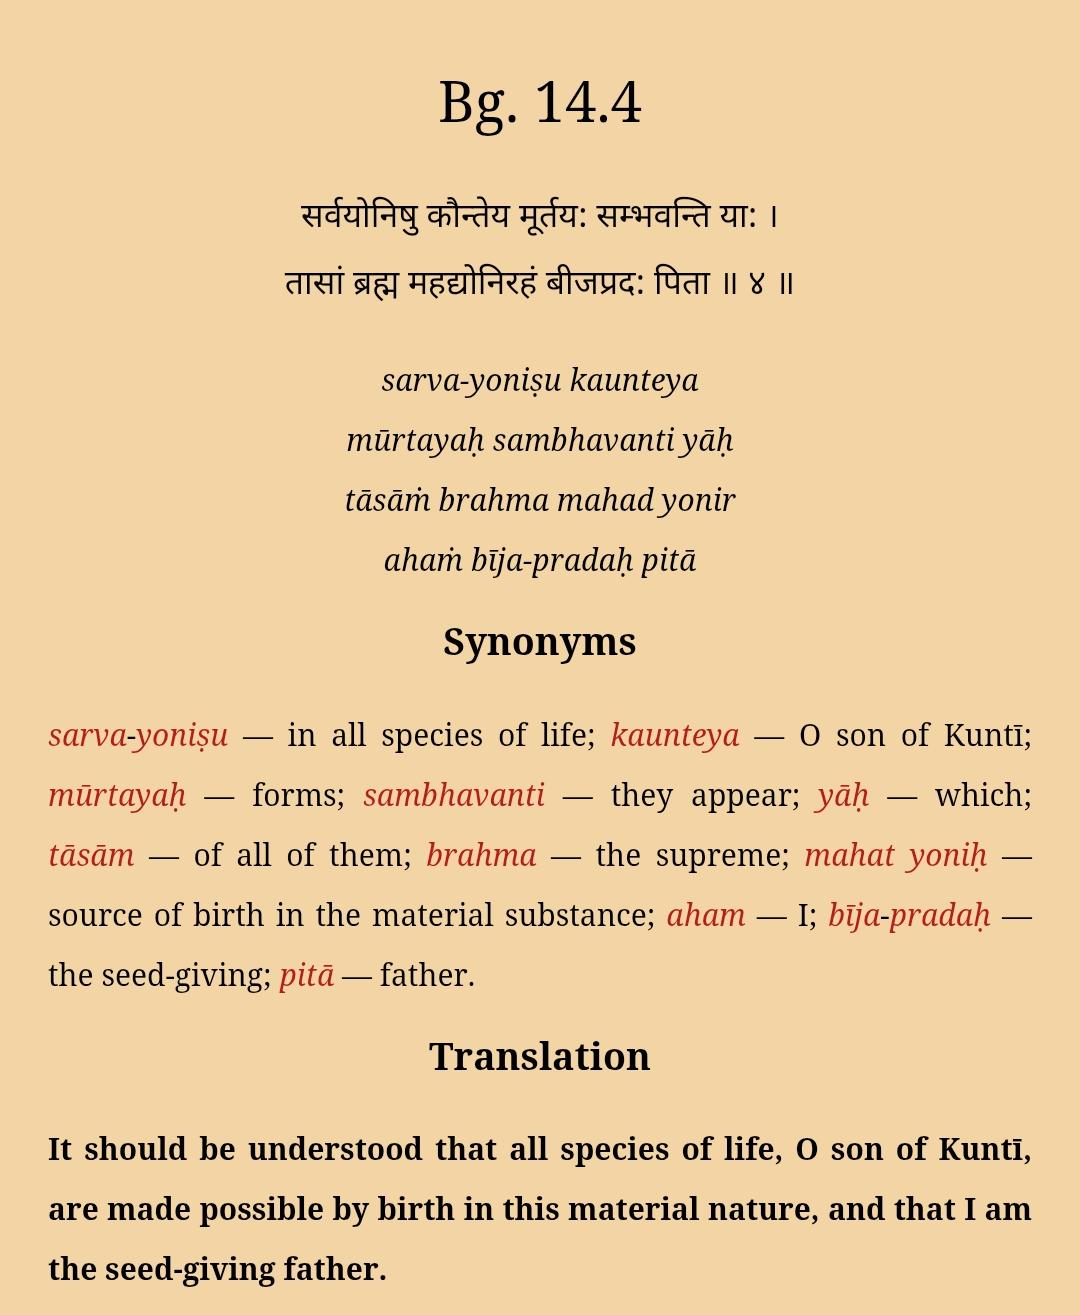 Bg. 14.4
सर्वयोनिषु कौन्तेय मूर्तय: सम्भवन्ति या: ।
तासां ब्रह्म महद्योनिरहं बीजप्रद: पिता ॥ ४ ॥
sarva-yoniṣu kaunteya
mūrtayaḥ sambhavanti yāḥ
tāsāṁ brahma mahad yonir
ahaṁ bīja-pradaḥ pitā
Synonyms
sarva-yoniṣu — in all species of life; kaunteya — O son of Kuntī;
mūrtayaḥ — forms; sambhavanti — they appear; yāḥ — which;
tāsām — of all of them; brahma — the supreme; mahat yoniḥ —
source of birth in the material substance; aham — I; bīja-pradaḥ —
the seed-giving; pitā — father.
Translation
It should be understood that all species of life, O son of Kuntī,
are made possible by birth in this material nature, and that I am
the seed-giving father.